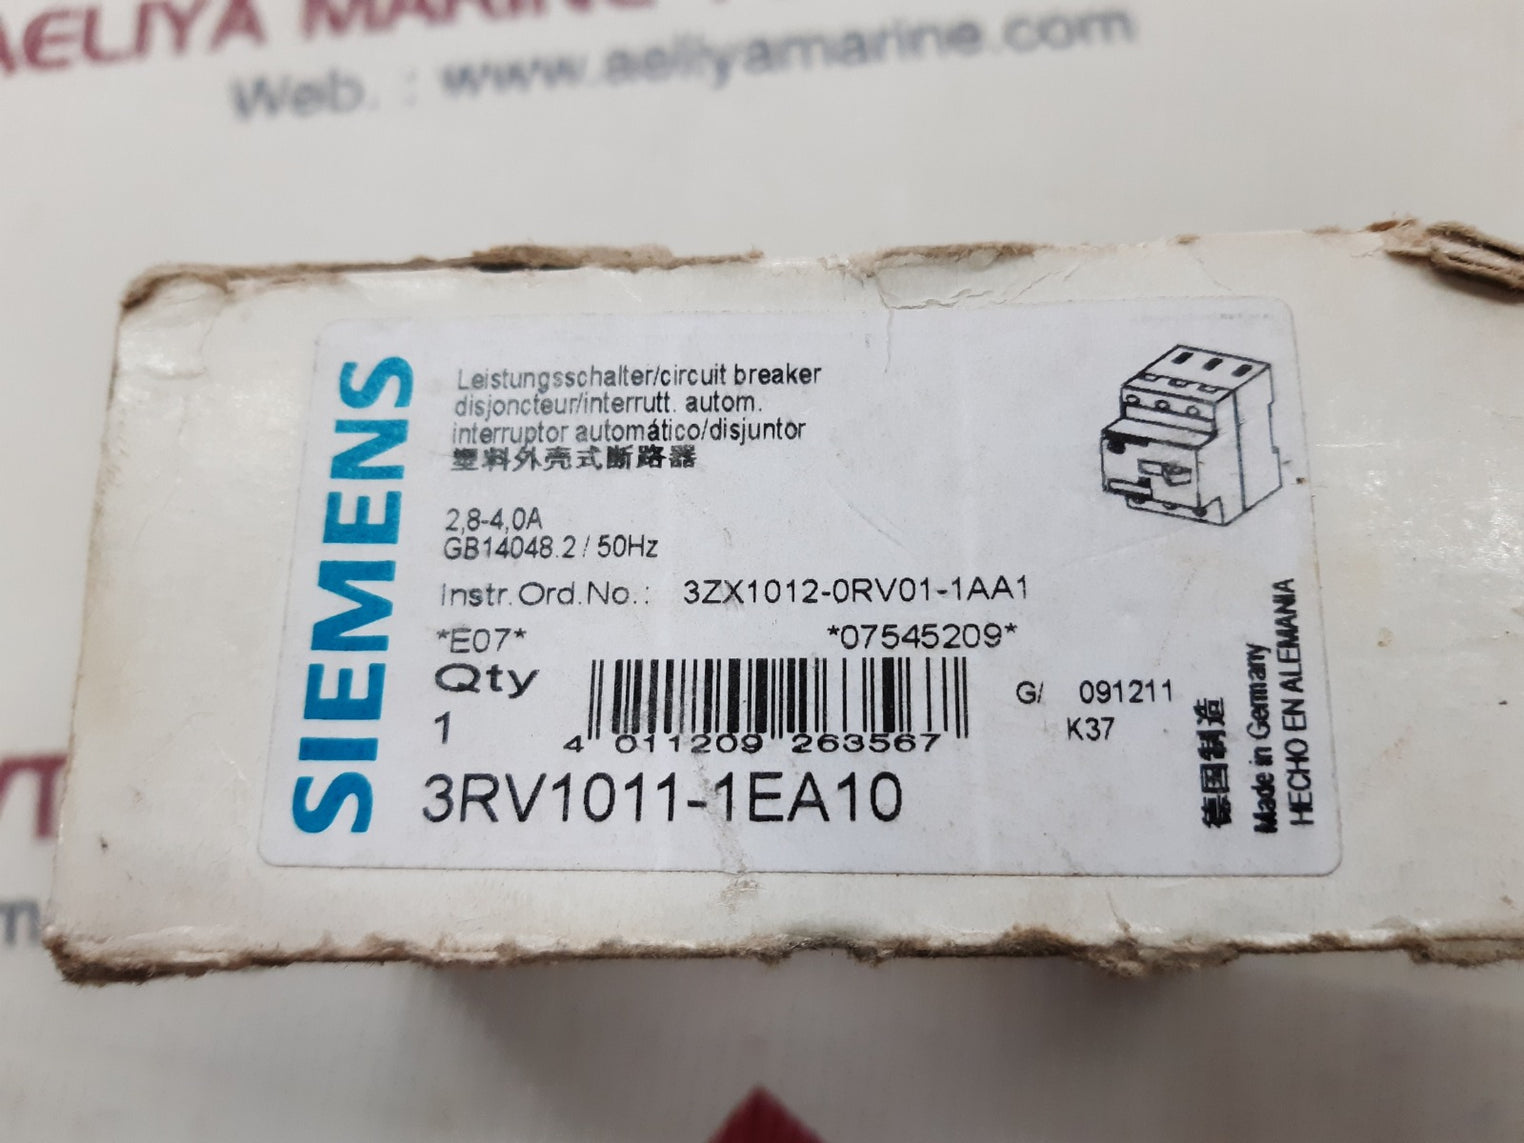 AELIYA MARINE
Web. : www.aeliyamarine.com
SIEMENS
Leistungsschalter/circuit breaker
disjoncteur/interrutt. autom.
interruptor automático/disjuntor
塑料外壳式断路器
2,8-4,0A
GB14048.2 / 50Hz
Instr.Ord.No.: 3ZX1012-0RV01-1AA1
*E07* *07545209*
Qty
1
4 011209 263567
G/ 091211
K37
3RV1011-1EA10
德国制造
Made in Germany
HECHO EN ALEMANIA